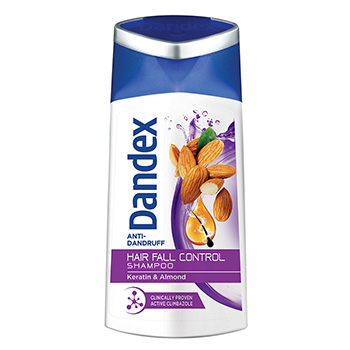 Dandex
ANTI-
DANDRUFF
HAIR FALL CONTROL
SHAMPOO
Keratin & Almond
CLINICALLY PROVEN
ACTIVE CLIMBAZOLE